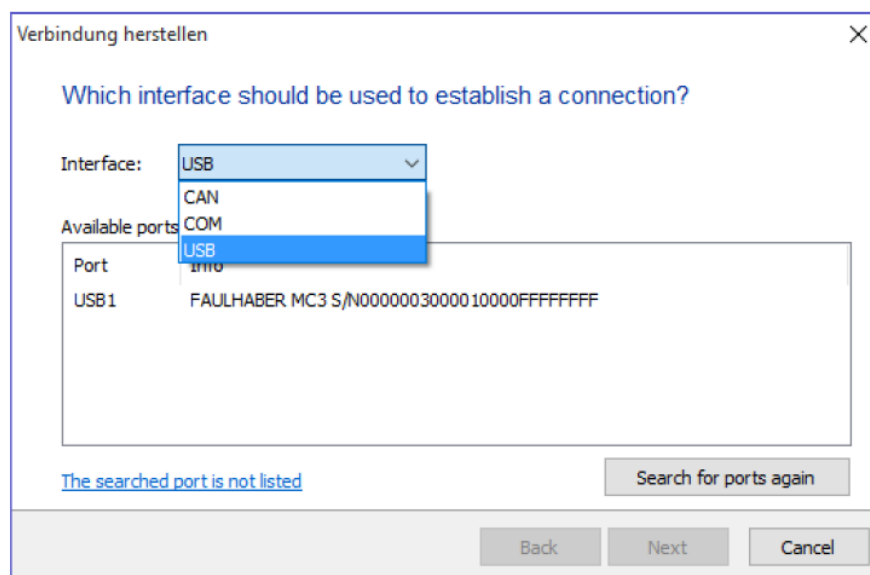 Verbindung herstellen
Which interface should be used to establish a connection?
Interface: USB
CAN
COM
USB
Available ports
Port Info
USB1 FAULHABER MC3 S/N0000003000010000FFFFFFFF
The searched port is not listed
Search for ports again
Back Next Cancel